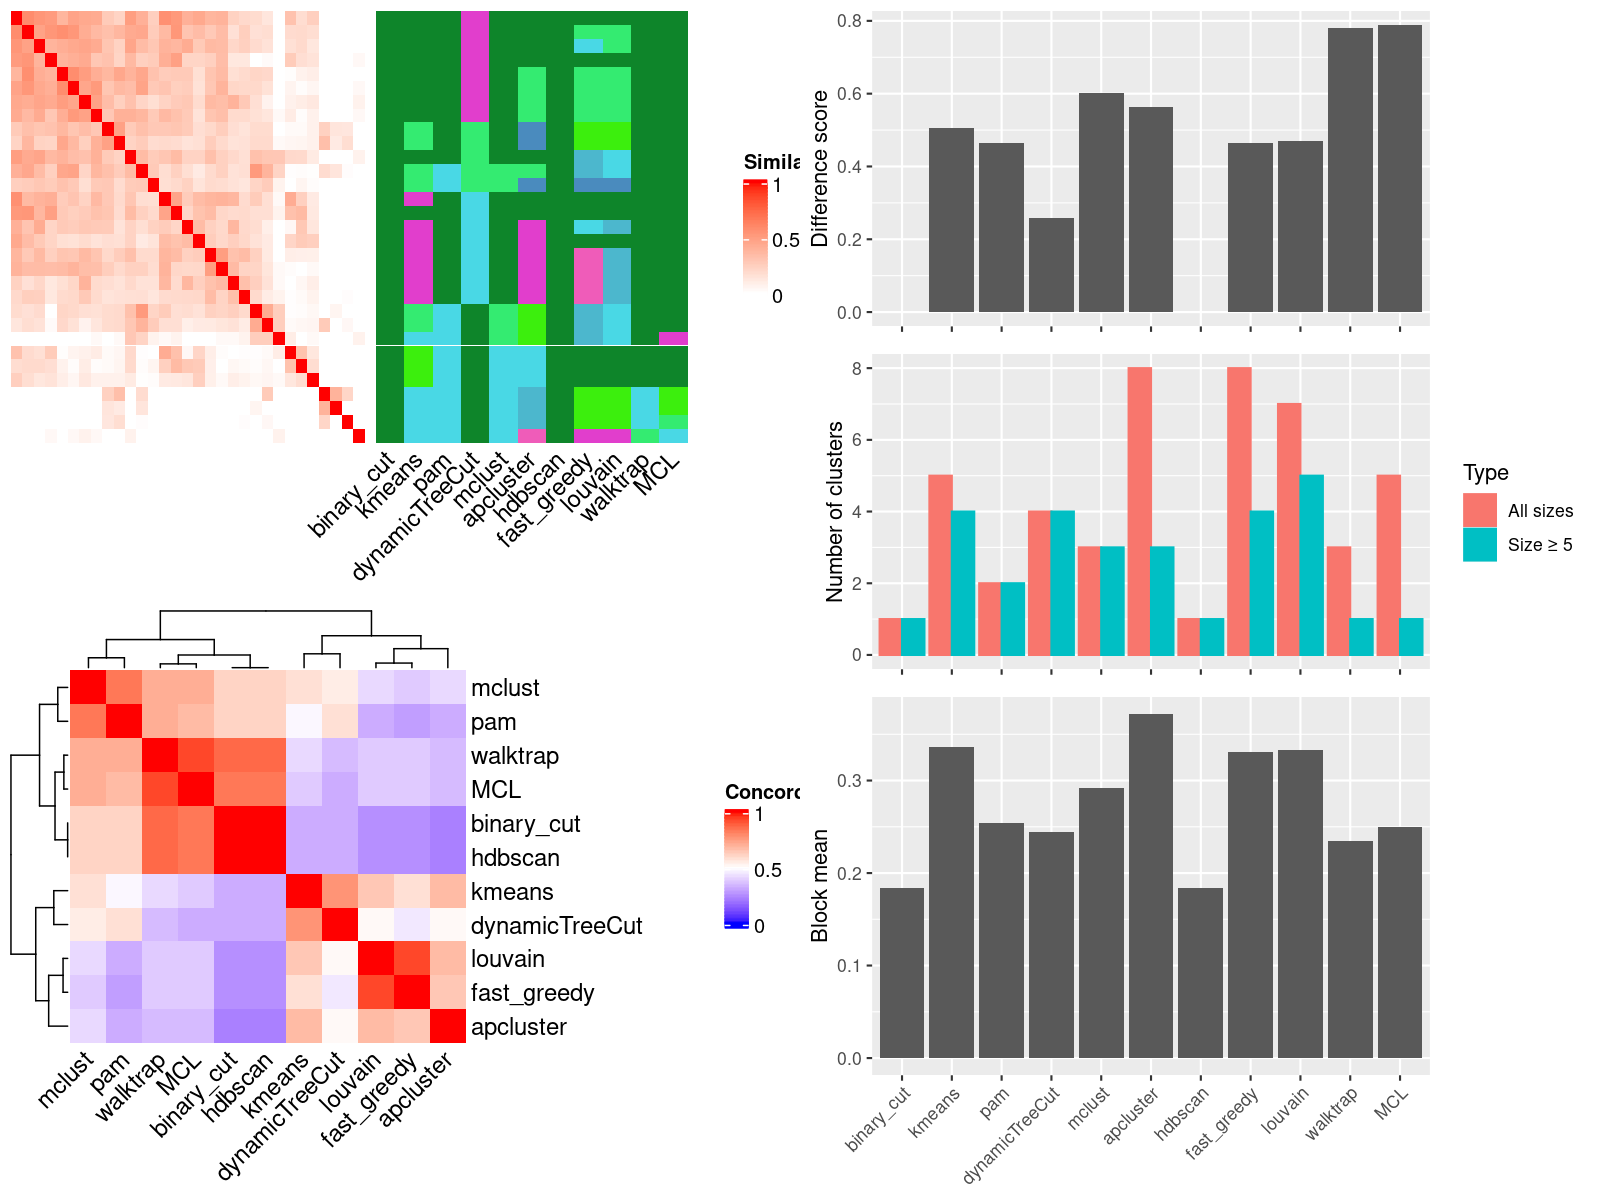 Simila
1
0.5
0
binary_cut
kmeans
pam
dynamicTreeCut
mclust
apcluster
hdbscan
fast_greedy
louvain
walktrap
MCL
mclust
pam
walktrap
MCL
binary_cut
hdbscan
kmeans
dynamicTreeCut
louvain
fast_greedy
apcluster
mclust
pam
walktrap
MCL
binary_cut
hdbscan
kmeans
dynamicTreeCut
louvain
fast_greedy
apcluster
Concord
1
0.5
0
Difference score
0.8
0.6
0.4
0.2
0.0
Number of clusters
8
6
4
2
0
Type
All sizes
Size ≥ 5
Block mean
0.3
0.2
0.1
0.0
binary_cut
kmeans
pam
dynamicTreeCut
mclust
apcluster
hdbscan
fast_greedy
louvain
walktrap
MCL